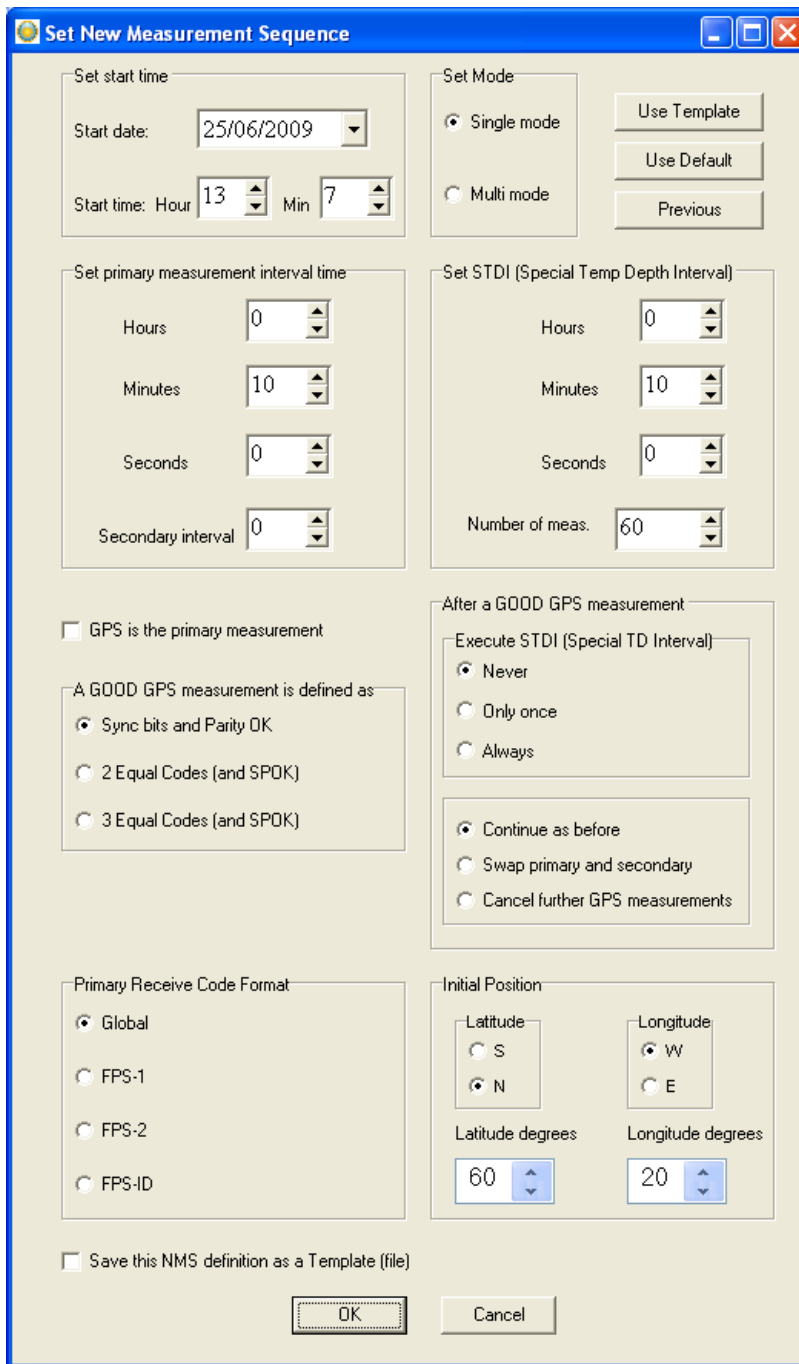 Set New Measurement Sequence
Set start time
Start date: 25/06/2009
Start time: Hour 13 Min 7
Set Mode
Single mode
Multi mode
Use Template
Use Default
Previous
Set primary measurement interval time
Hours 0
Minutes 10
Seconds 0
Secondary interval 0
Set STDI (Special Temp Depth Interval)
Hours 0
Minutes 10
Seconds 0
Number of meas. 60
GPS is the primary measurement
A GOOD GPS measurement is defined as
Sync bits and Parity OK
2 Equal Codes (and SPOK)
3 Equal Codes (and SPOK)
After a GOOD GPS measurement
Execute STDI (Special TD Interval)
Never
Only once
Always
Continue as before
Swap primary and secondary
Cancel further GPS measurements
Primary Receive Code Format
Global
FPS-1
FPS-2
FPS-ID
Initial Position
Latitude
S
N
Longitude
W
E
Latitude degrees
60
Longitude degrees
20
Save this NMS definition as a Template (file)
OK
Cancel